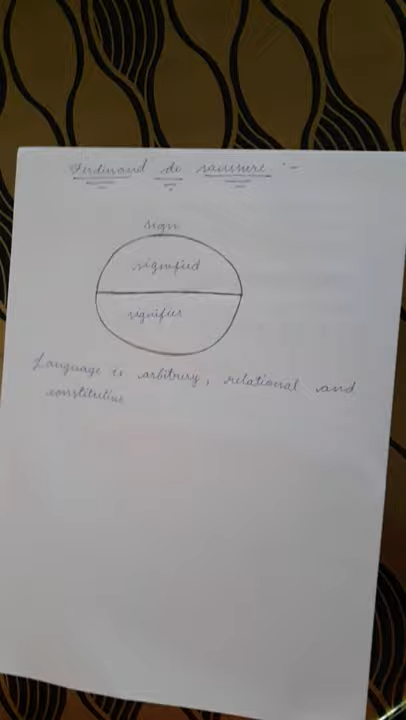 Ferdinand de saussure :-
sign
signified
signifier
Language is arbitrary, relational and
constitutive